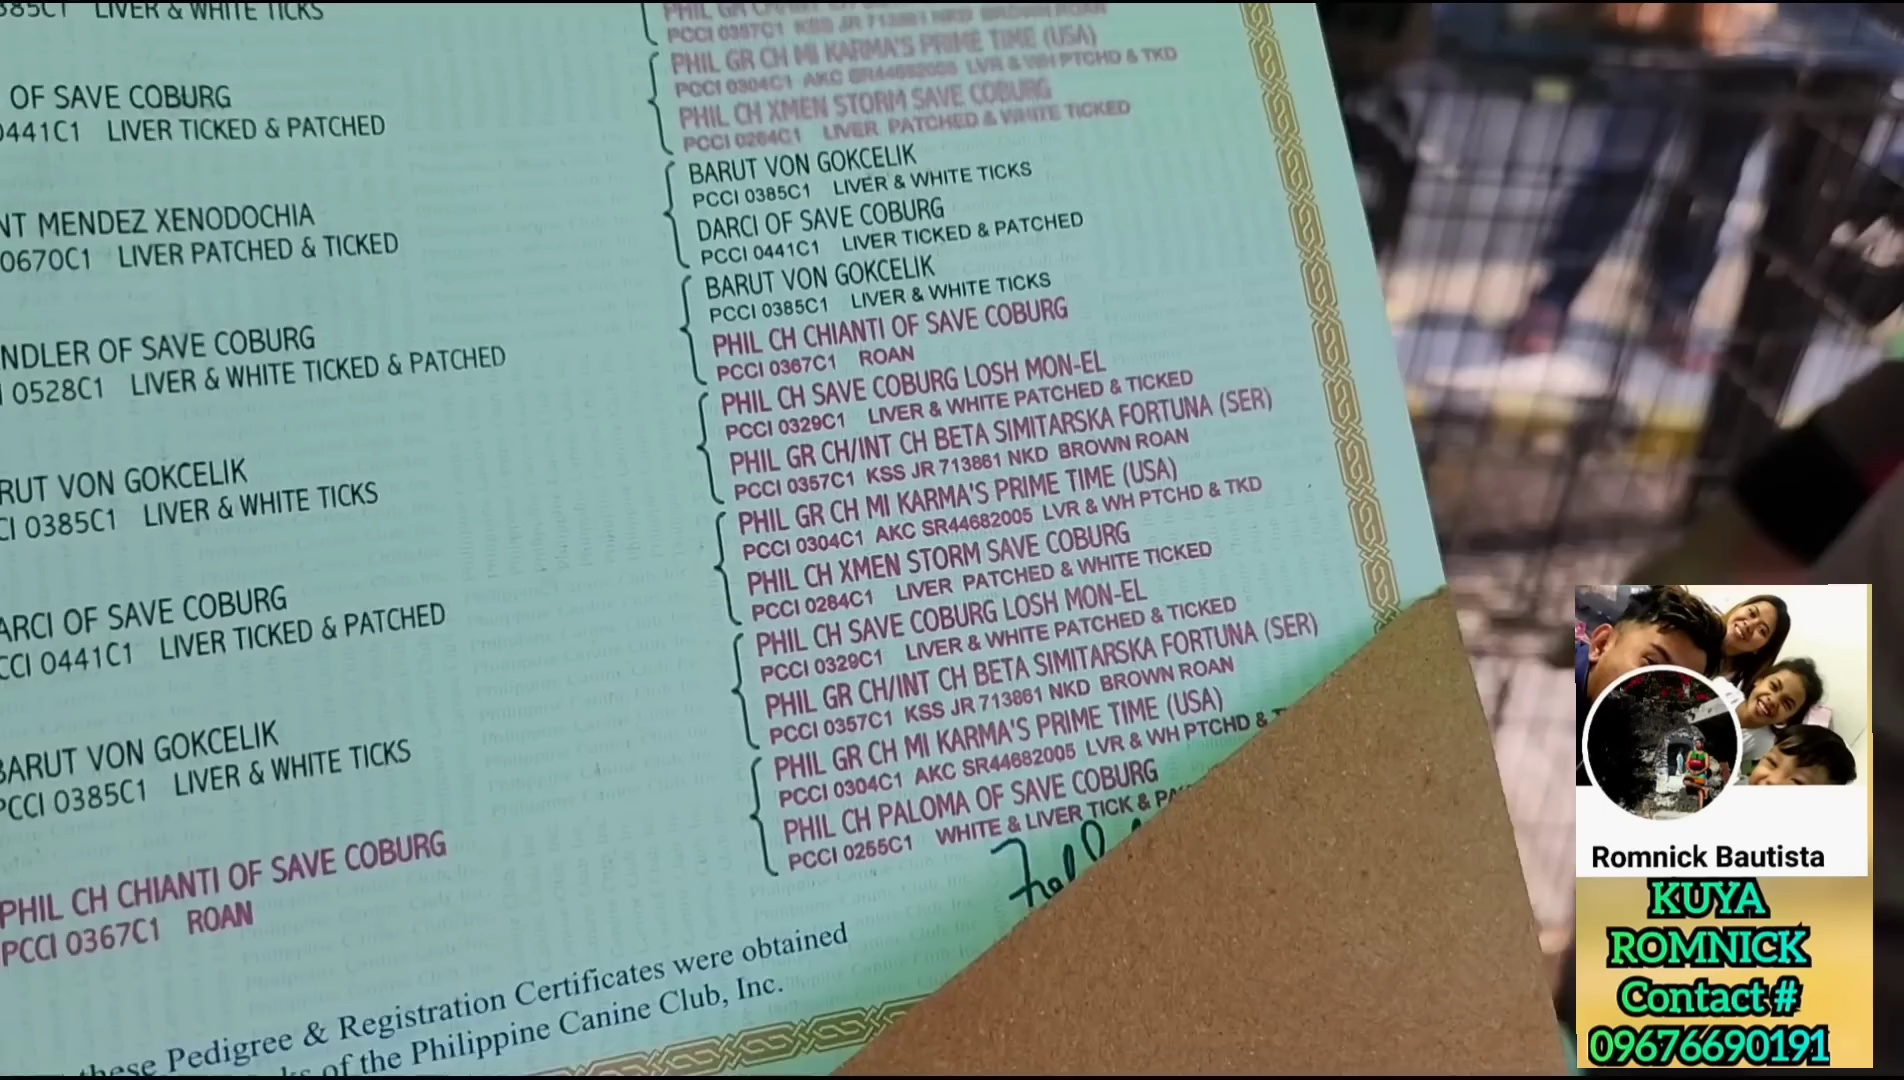 385C1 LIVER & WHITE TICKS
OF SAVE COBURG
0441C1 LIVER TICKED & PATCHED
NT MENDEZ XENODOCHIA
0670C1 LIVER PATCHED & TICKED
NDLER OF SAVE COBURG
I 0528C1 LIVER & WHITE TICKED & PATCHED
RUT VON GOKCELIK
CI 0385C1 LIVER & WHITE TICKS
ARCI OF SAVE COBURG
CCI 0441C1 LIVER TICKED & PATCHED
BARUT VON GOKCELIK
PCCI 0385C1 LIVER & WHITE TICKS
PHIL CH CHIANTI OF SAVE COBURG
PCCI 0367C1 ROAN
PHIL GR CH/INT CH
PCCI 0357C1 KSS JR 713861 NKD BROWN ROAN
PHIL GR CH MI KARMA'S PRIME TIME (USA)
PCCI 0304C1 AKC SR44682005 LVR & WH PTCHD & TKD
PHIL CH XMEN STORM SAVE COBURG
PCCI 0284C1 LIVER PATCHED & WHITE TICKED
BARUT VON GOKCELIK
PCCI 0385C1 LIVER & WHITE TICKS
DARCI OF SAVE COBURG
PCCI 0441C1 LIVER TICKED & PATCHED
BARUT VON GOKCELIK
PCCI 0385C1 LIVER & WHITE TICKS
PHIL CH CHIANTI OF SAVE COBURG
PCCI 0367C1 ROAN
PHIL CH SAVE COBURG LOSH MON-EL
PCCI 0329C1 LIVER & WHITE PATCHED & TICKED
PHIL GR CH/INT CH BETA SIMITARSKA FORTUNA (SER)
PCCI 0357C1 KSS JR 713861 NKD BROWN ROAN
PHIL GR CH MI KARMA'S PRIME TIME (USA)
PCCI 0304C1 AKC SR44682005 LVR & WH PTCHD & TKD
PHIL CH XMEN STORM SAVE COBURG
PCCI 0284C1 LIVER PATCHED & WHITE TICKED
PHIL CH SAVE COBURG LOSH MON-EL
PCCI 0329C1 LIVER & WHITE PATCHED & TICKED
PHIL GR CH/INT CH BETA SIMITARSKA FORTUNA (SER)
PCCI 0357C1 KSS JR 713861 NKD BROWN ROAN
PHIL GR CH MI KARMA'S PRIME TIME (USA)
PCCI 0304C1 AKC SR44682005 LVR & WH PTCHD & T
PHIL CH PALOMA OF SAVE COBURG
PCCI 0255C1 WHITE & LIVER TICK & PA
these Pedigree & Registration Certificates were obtained
ks of the Philippine Canine Club, Inc.
Romnick Bautista
KUYA
ROMNICK
Contact #
09676690191